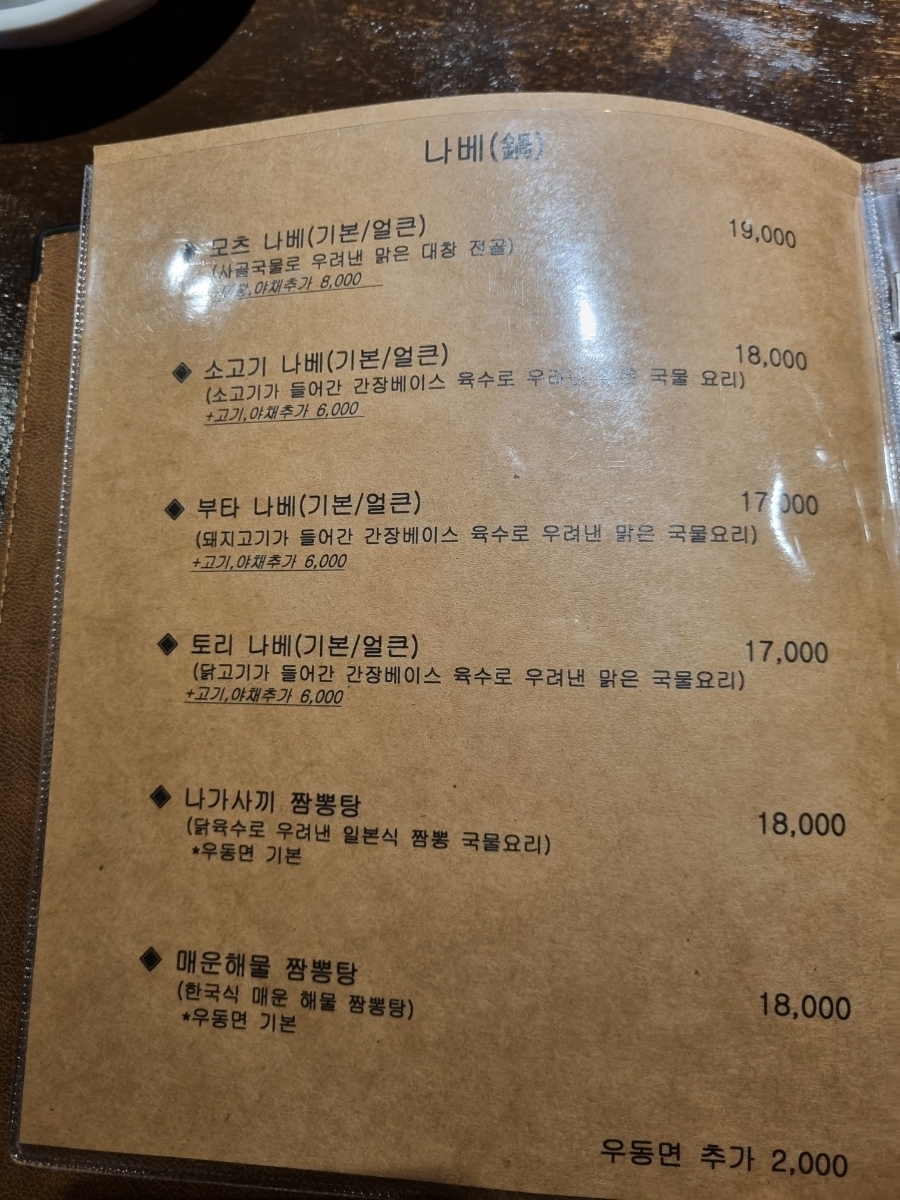 나베(鍋)
◈ 모츠 나베(기본/얼큰) 19,000
(사골국물로 우려낸 맑은 대창 전골)
야채추가 8,000
◈ 소고기 나베(기본/얼큰) 18,000
(소고기가 들어간 간장베이스 육수로 국물 요리)
+고기,야채추가 6,000
◈ 부타 나베(기본/얼큰) 17,000
(돼지고기가 들어간 간장베이스 육수로 우려낸 맑은 국물요리)
+고기,야채추가 6,000
◈ 토리 나베(기본/얼큰) 17,000
(닭고기가 들어간 간장베이스 육수로 우려낸 맑은 국물요리)
+고기,야채추가 6,000
◈ 나가사끼 짬뽕탕 18,000
(닭육수로 우려낸 일본식 짬뽕 국물요리)
*우동면 기본
◈ 매운해물 짬뽕탕 18,000
(한국식 매운 해물 짬뽕탕)
*우동면 기본
우동면 추가 2,000